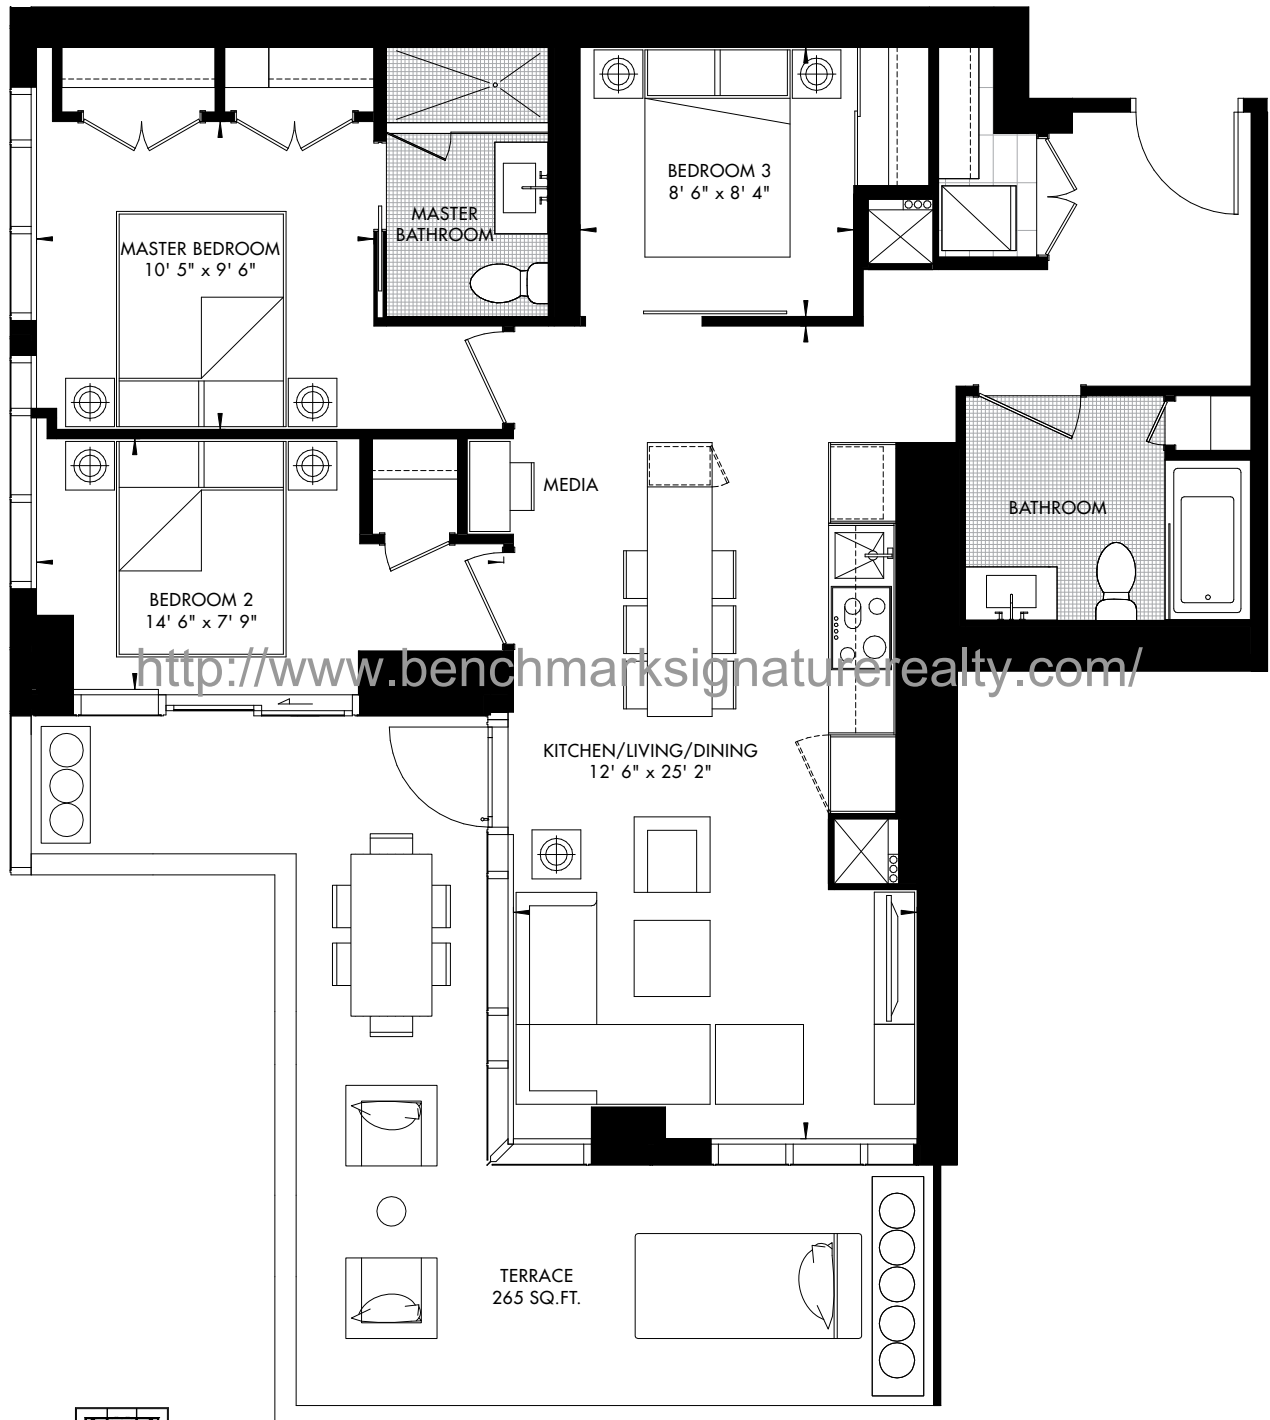 BEDROOM 3
8' 6" x 8' 4"
MASTER
BATHROOM
MASTER BEDROOM
10' 5" x 9' 6"
MEDIA
BATHROOM
BEDROOM 2
14' 6" x 7' 9"
http://www.benchmarksignaturerealty.com/
KITCHEN/LIVING/DINING
12' 6" x 25' 2"
TERRACE
265 SQ.FT.